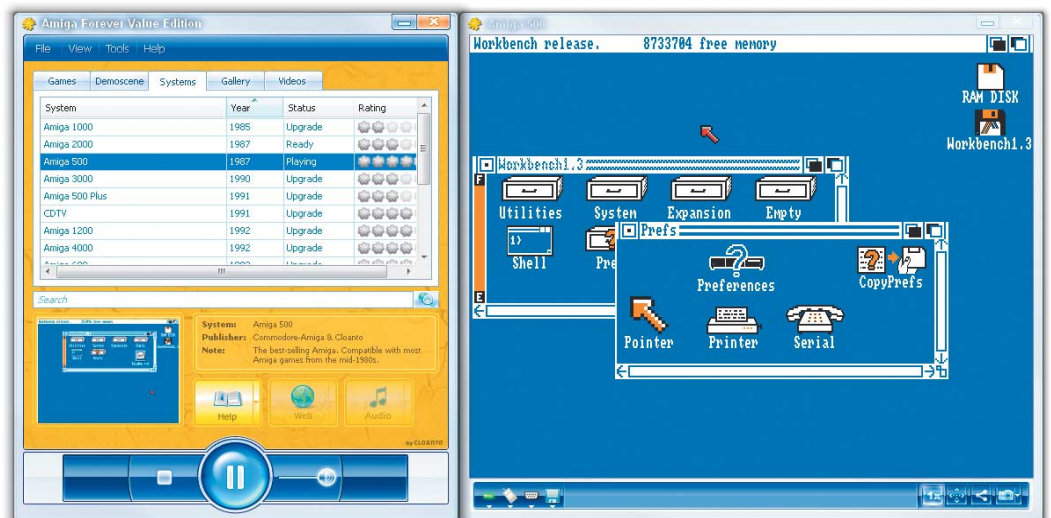 Amiga Forever Value Edition
File View Tools Help
Games Demoscene Systems Gallery Videos
System Year Status Rating
Amiga 1000 1985 Upgrade
Amiga 2000 1987 Ready
Amiga 500 1987 Playing
Amiga 3000 1990 Upgrade
Amiga 500 Plus 1991 Upgrade
CDTV 1991 Upgrade
Amiga 1200 1992 Upgrade
Amiga 4000 1992 Upgrade
Search
System: Amiga 500
Publisher: Commodore-Amiga & Cloanto
Note: The best-selling Amiga. Compatible with most
Amiga games from the mid-1980s.
Help Web Audio
by CLOANTO
Amiga 500
Workbench release. 8733704 free memory
RAM DISK
Workbench1.3
Workbench1.3
F
Utilities System Expansion Empty
1>
Shell Pre
E
Prefs
Preferences
CopyPrefs
Pointer Printer Serial
1x